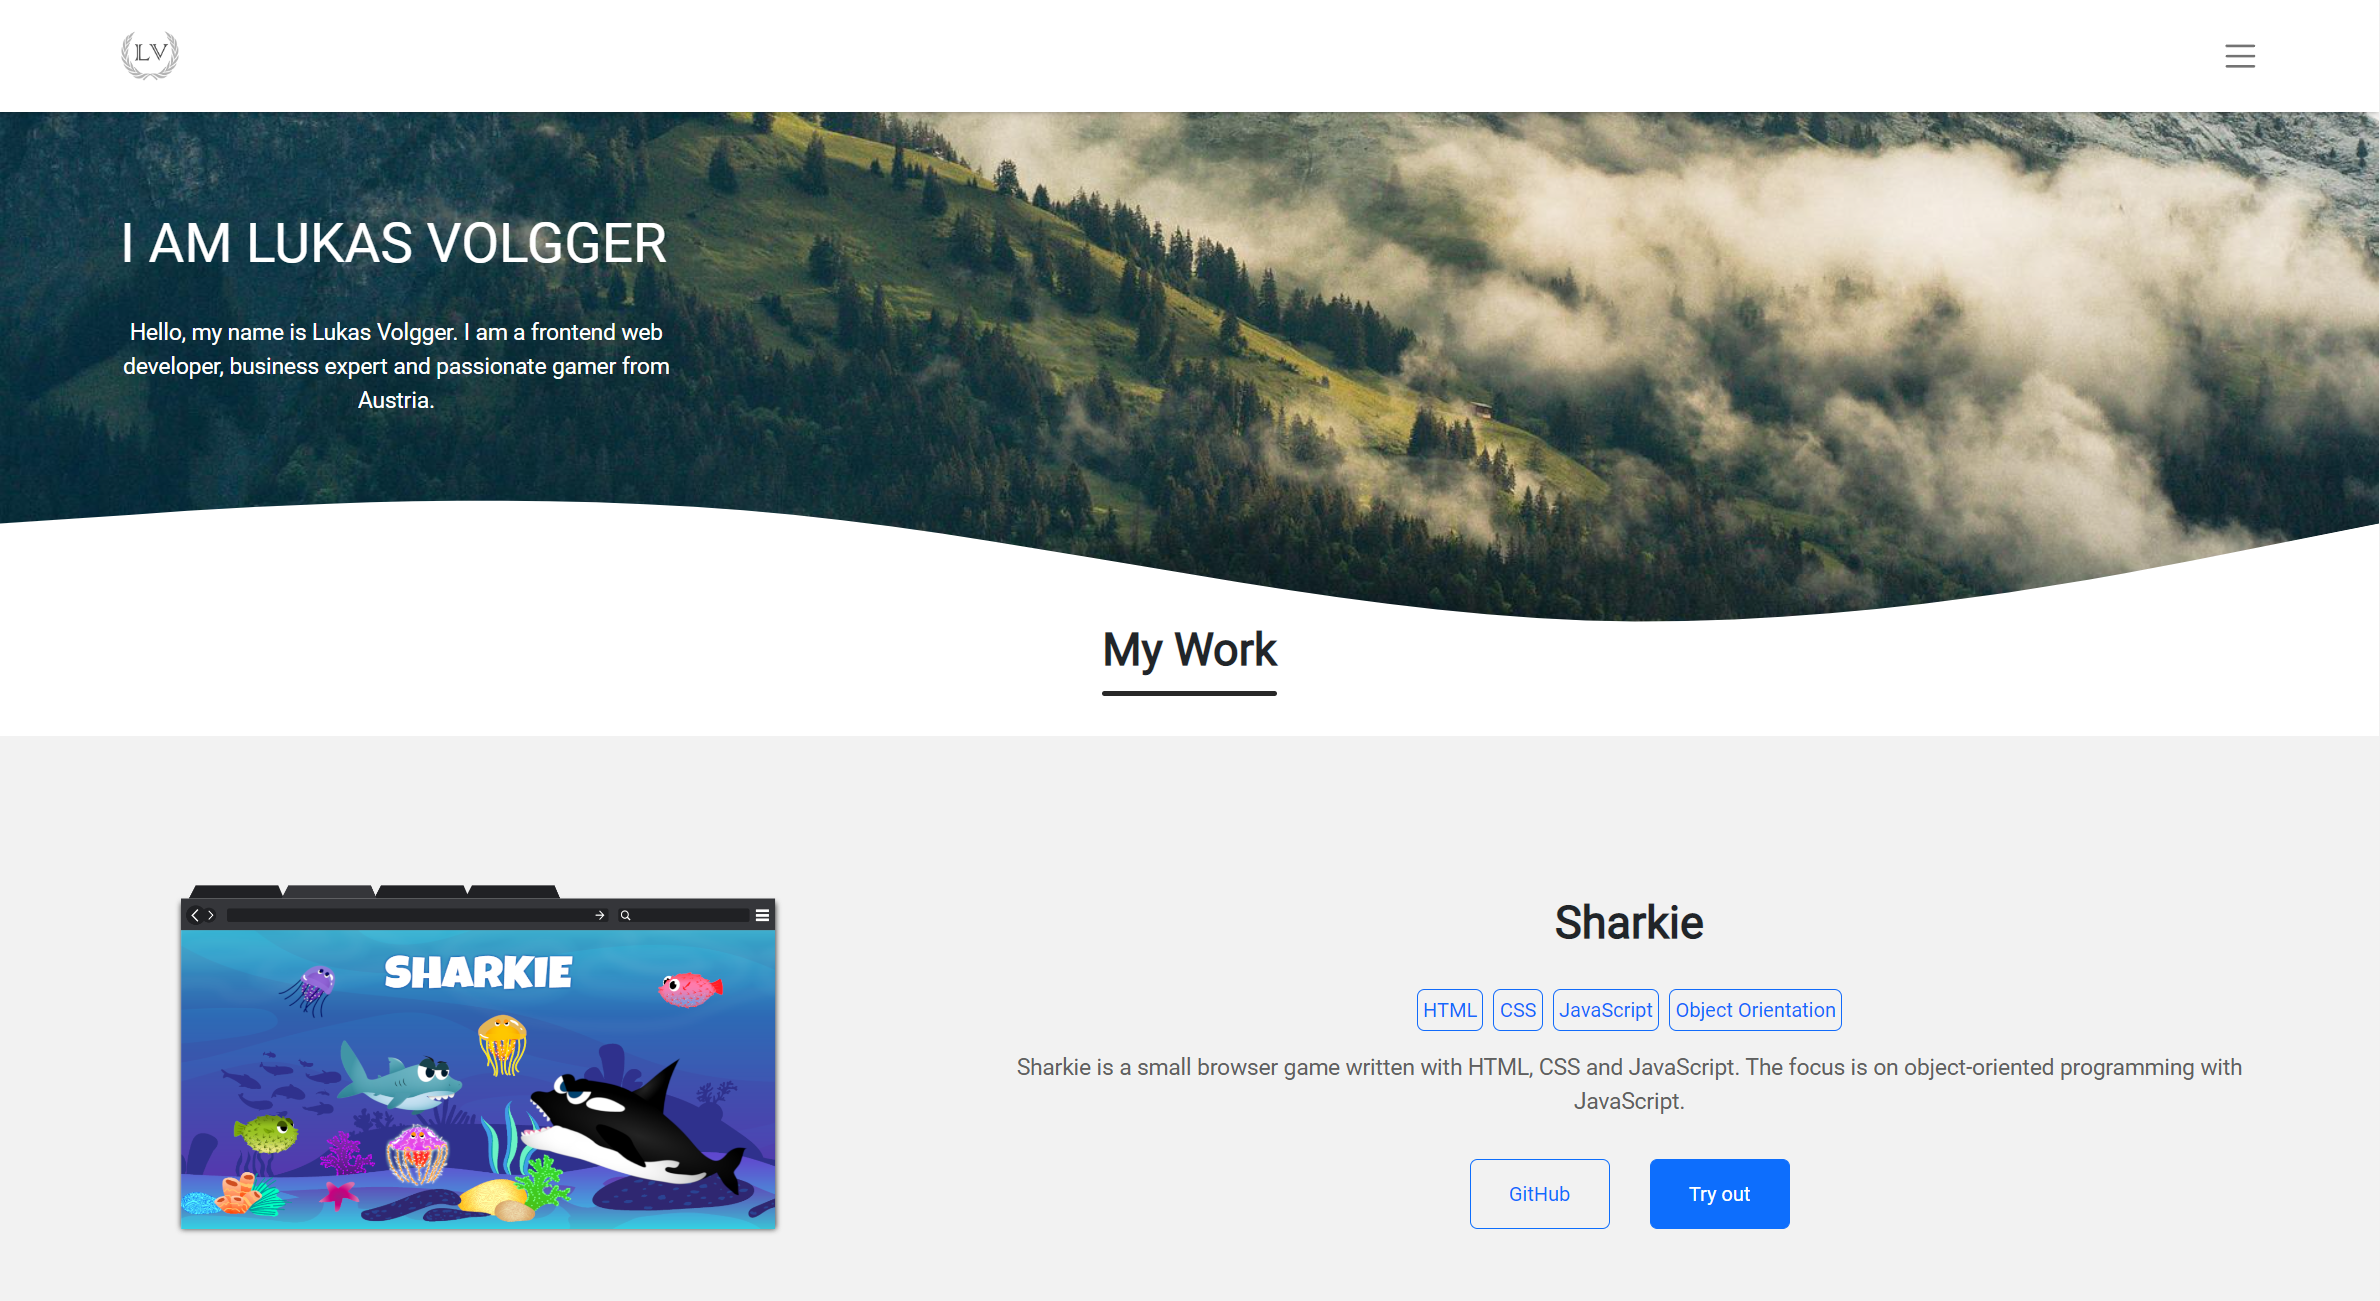 LV
I AM LUKAS VOLGGER
Hello, my name is Lukas Volgger. I am a frontend web
developer, business expert and passionate gamer from
Austria.
My Work
SHARKIE
Sharkie
HTML CSS JavaScript Object Orientation
Sharkie is a small browser game written with HTML, CSS and JavaScript. The focus is on object-oriented programming with
JavaScript.
GitHub Try out